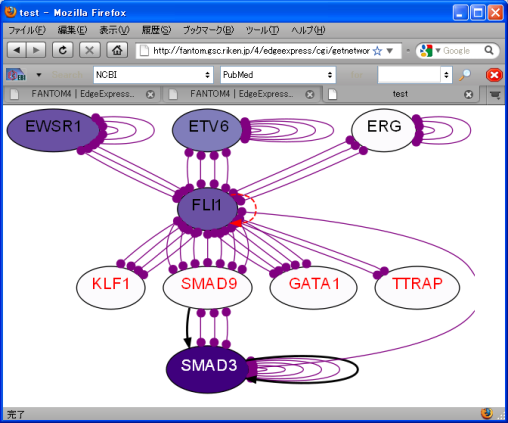 test - Mozilla Firefox
ファイル(F) 編集(E) 表示(V) 履歴(S) ブックマーク(B) ツール(T) ヘルプ(H)
http://fantom.gsc.riken.jp/4/edgeexpress/cgi/getnetwor
Google
EBI NCBI PubMed
FANTOM4 | EdgeExpress... FANTOM4 | EdgeExpress... test
EWSR1 ETV6 ERG
FLI1
KLF1 SMAD9 GATA1 TTRAP
SMAD3
完了